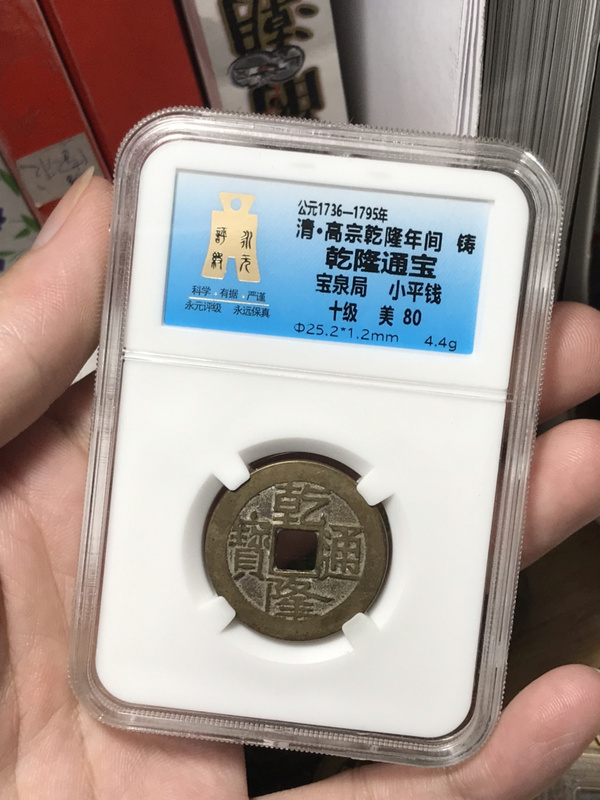 公元1736—1795年
清·高宗乾隆年间 铸
乾隆通宝
宝泉局 小平钱
十级 美 80
Φ25.2*1.2mm 4.4g
永元
科学·有据·严谨
永元评级 永远保真
乾隆通寶